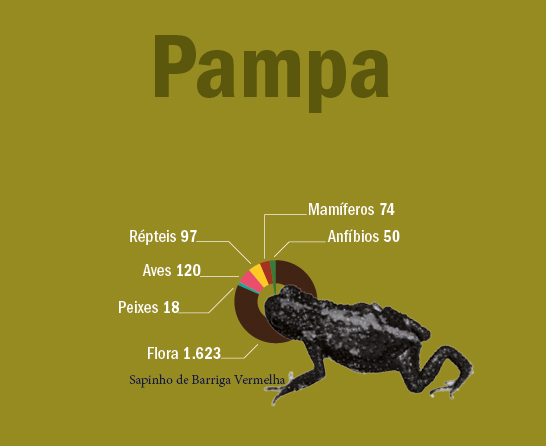 Pampa
Mamíferos 74
Répteis 97
Anfíbios 50
Aves 120
Peixes 18
Flora 1.623
Sapinho de Barriga Vermelha